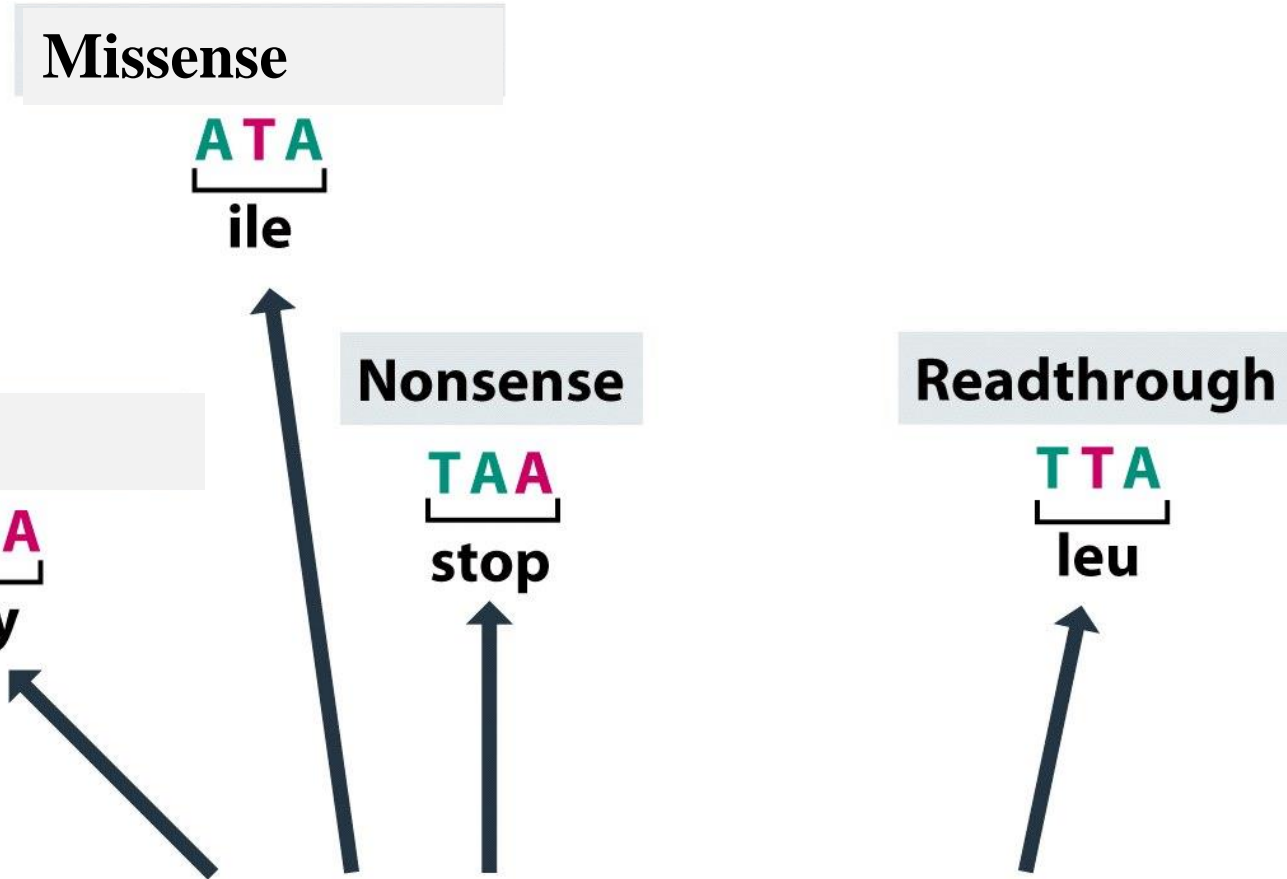 Missense
ATA
ile
Nonsense
Readthrough
TAA
TTA
A
stop
leu
y